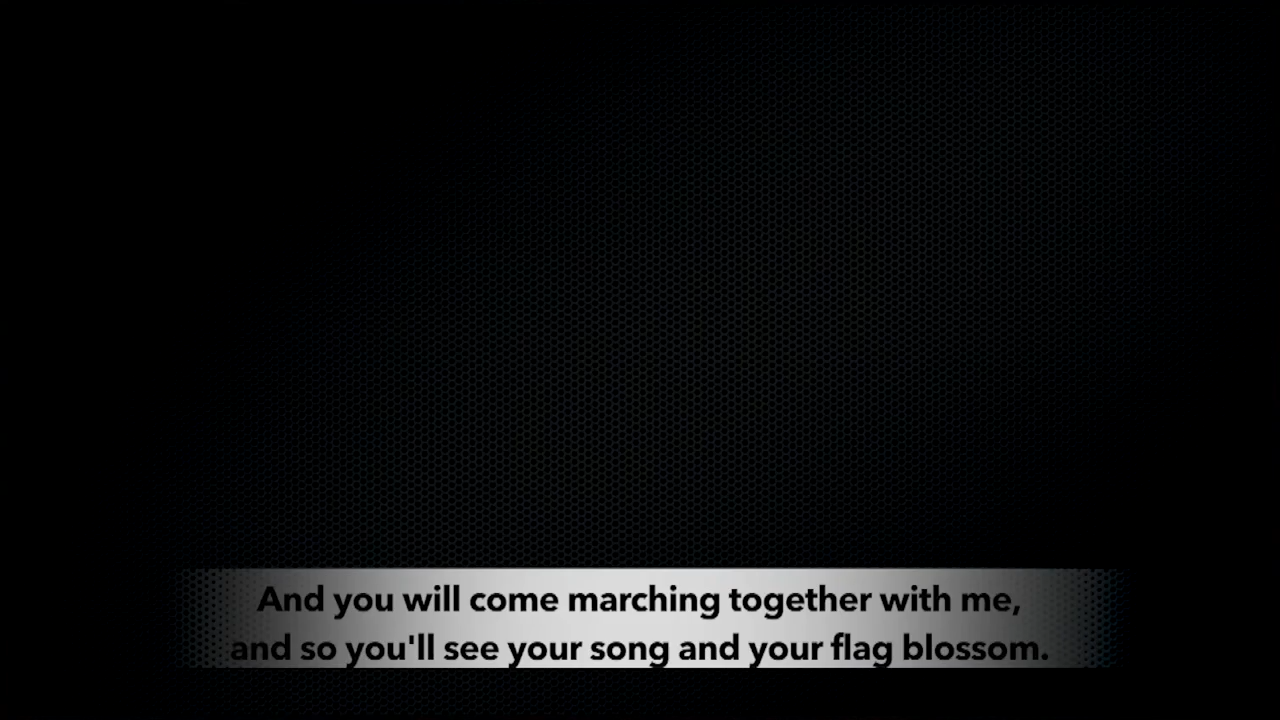 And you will come marching together with me,
and so you'll see your song and your flag blossom.